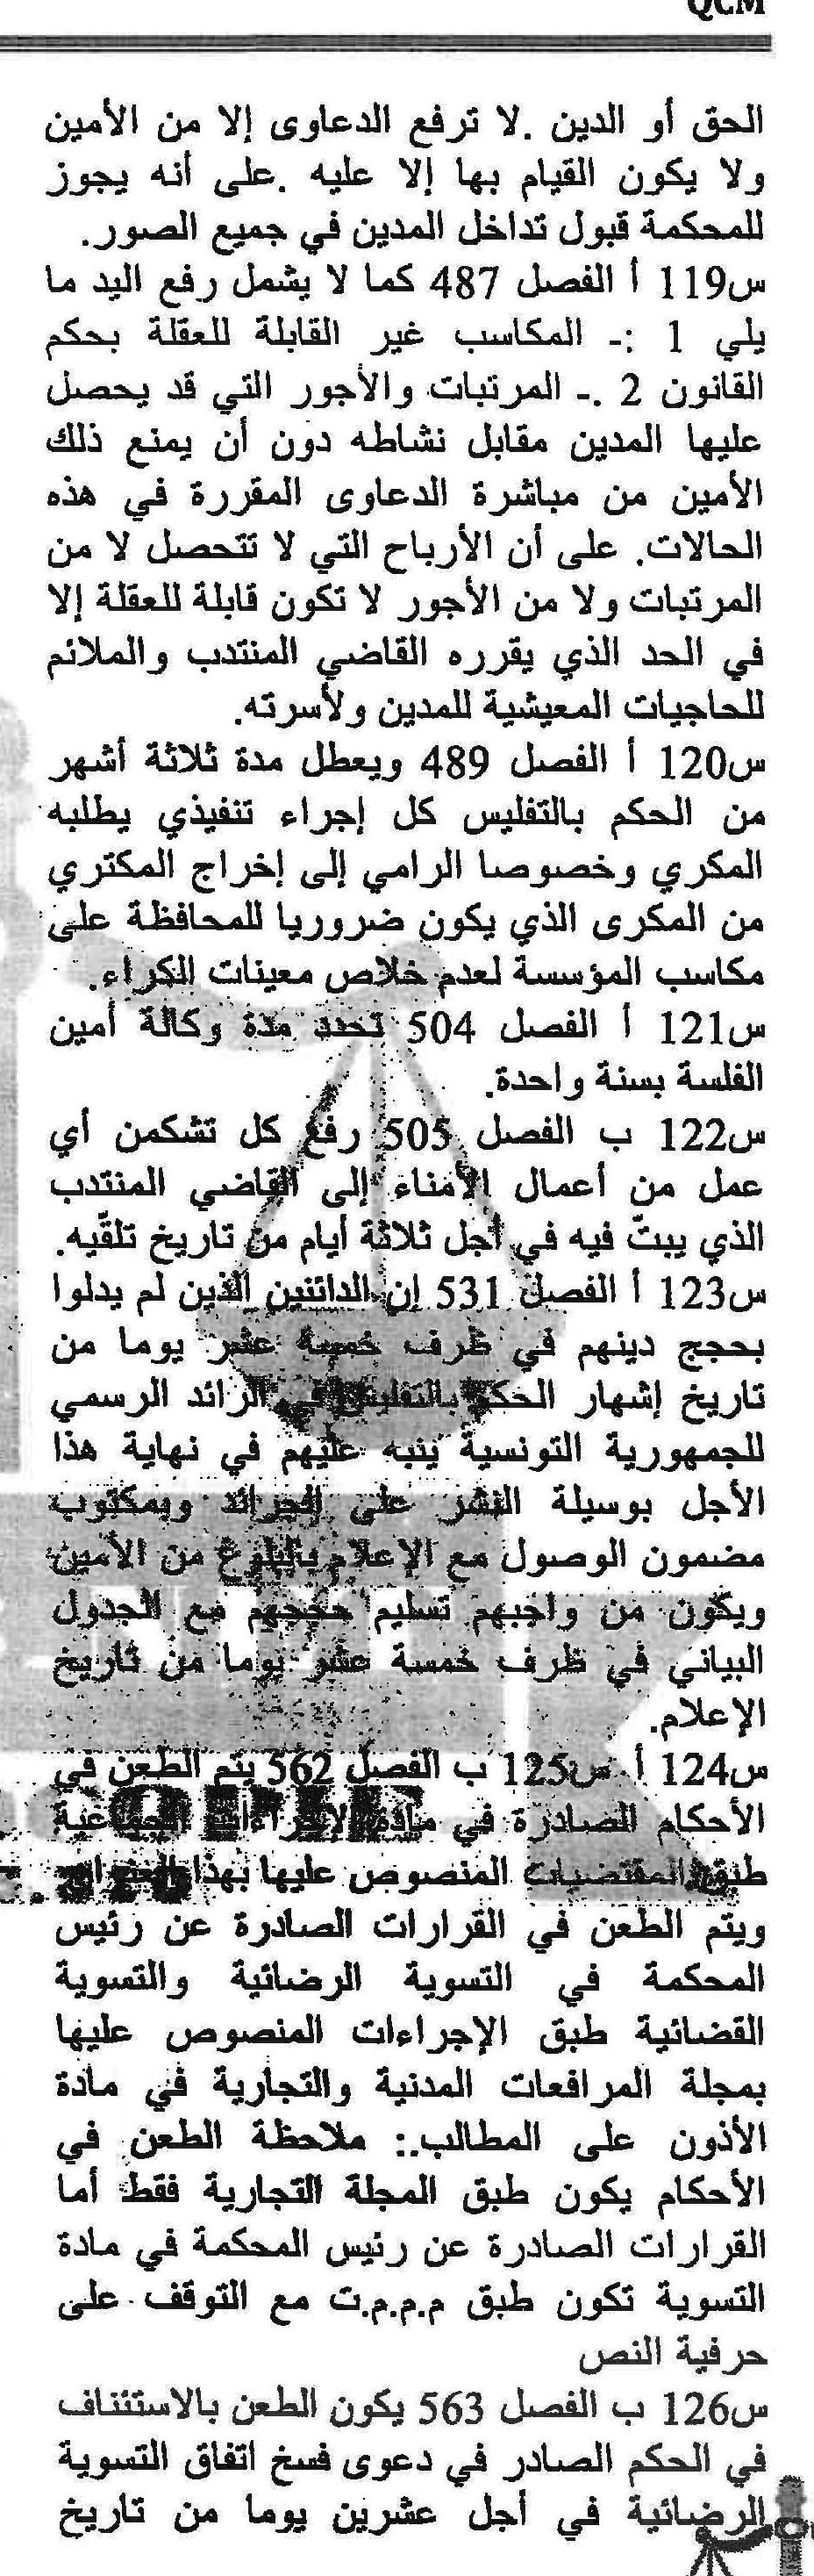 QCM
الحق أو الدين .لا ترفع الدعاوى إلا من الأمين
ولا يكون القيام بها إلا عليه .على أنه يجوز
للمحكمة قبول تداخل المدين في جميع الصور.
س119 أ الفصل 487 كما لا يشمل رفع اليد ما
يلي 1 :- المكاسب غير القابلة للعقلة بحكم
القانون 2 .- المرتبات والأجور التي قد يحصل
عليها المدين مقابل نشاطه دون أن يمنع ذلك
الأمين من مباشرة الدعاوى المقررة في هذه
الحالات. على أن الأرباح التي لا تتحصل لا من
المرتبات ولا من الأجور لا تكون قابلة للعقلة إلا
في الحد الذي يقرره القاضي المنتدب والملائم
للحاجيات المعيشية للمدين ولأسرته.
س120 أ الفصل 489 ويعطل مدة ثلاثة أشهر
من الحكم بالتفليس كل إجراء تنفيذي يطلبه
المكري وخصوصا الرامي إلى إخراج المكتري
من المكرى الذي يكون ضروريا للمحافظة على
مكاسب المؤسسة لعدم خلاص معينات الكراء.
س121 أ الفصل 504 تحدد مدة وكالة أمين
الفلسة بسنة واحدة.
س122 ب الفصل 505 رفع كل تشكمن أي
عمل من أعمال الأمناء إلى القاضي المنتدب
الذي يبتّ فيه في أجل ثلاثة أيام من تاريخ تلقّيه.
س123 أ الفصل 531 إن الدائنين الذين لم يدلوا
بحجج دينهم في ظرف خمسة عشر يوما من
تاريخ إشهار الحكم بالتفليس في الرائد الرسمي
للجمهورية التونسية ينبه عليهم في نهاية هذا
الأجل بوسيلة النشر على الجرائد وبمكتوب
مضمون الوصول مع الإعلام بالبلوغ من الأمين
ويكون من واجبهم تسليم حججهم مع الجدول
البياني في ظرف خمسة عشر يوما من تاريخ
الإعلام.
س124 أ س125 ب الفصل 562 يتم الطعن في
الأحكام الصادرة في مادة الإجراءات الجماعية
طبق المقتضيات المنصوص عليها بهذا العنوان.
ويتم الطعن في القرارات الصادرة عن رئيس
المحكمة في التسوية الرضائية والتسوية
القضائية طبق الإجراءات المنصوص عليها
بمجلة المرافعات المدنية والتجارية في مادة
الأذون على المطالب.: ملاحظة الطعن في
الأحكام يكون طبق المجلة التجارية فقط أما
القرارات الصادرة عن رئيس المحكمة في مادة
التسوية تكون طبق م.م.م.ت مع التوقف على
حرفية النص
س126 ب الفصل 563 يكون الطعن بالاستئناف
في الحكم الصادر في دعوى فسخ اتفاق التسوية
الرضائية في أجل عشرين يوما من تاريخ